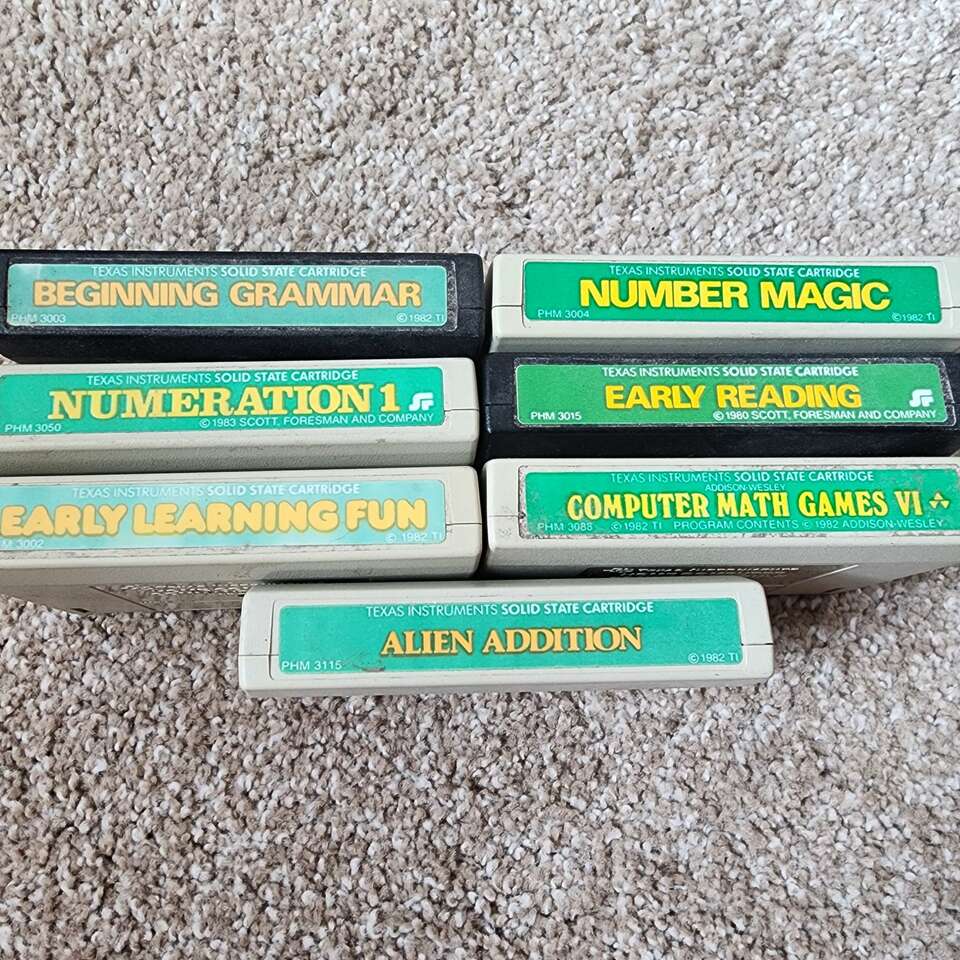 TEXAS INSTRUMENTS SOLID STATE CARTRIDGE
BEGINNING GRAMMAR
PHM 3003 ©1982 TI
TEXAS INSTRUMENTS SOLID STATE CARTRIDGE
NUMBER MAGIC
PHM 3004 ©1982 TI
TEXAS INSTRUMENTS SOLID STATE CARTRIDGE
NUMERATION 1 SF
PHM 3050 ©1983 SCOTT, FORESMAN AND COMPANY
TEXAS INSTRUMENTS SOLID STATE CARTRIDGE
EARLY READING SF
PHM 3015 ©1980 SCOTT, FORESMAN AND COMPANY
TEXAS INSTRUMENTS SOLID STATE CARTRIDGE
EARLY LEARNING FUN
M 3002 ©1982 TI
TEXAS INSTRUMENTS SOLID STATE CARTRIDGE
ADDISON-WESLEY
COMPUTER MATH GAMES VI
PHM 3088 ©1982 TI PROGRAM CONTENTS © 1982 ADDISON-WESLEY
TEXAS INSTRUMENTS SOLID STATE CARTRIDGE
ALIEN ADDITION
PHM 3115 ©1982 TI